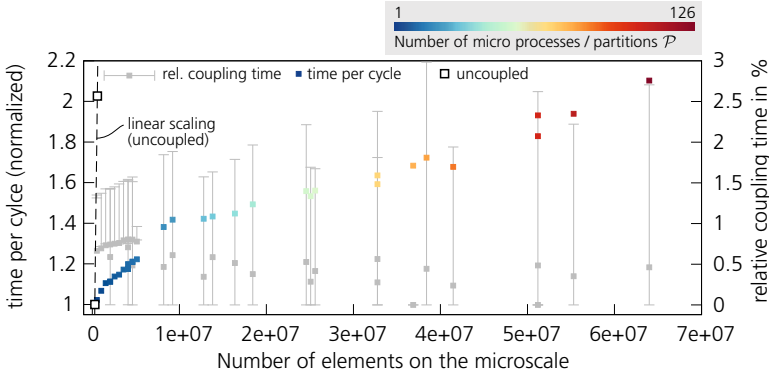 1 126
Number of micro processes / partitions 𝒫
rel. coupling time time per cycle uncoupled
linear scaling
(uncoupled)
time per cylce (normalized)
2.2
2
1.8
1.6
1.4
1.2
1
relative coupling time in %
3
2.5
2
1.5
1
0.5
0
0 1e+07 2e+07 3e+07 4e+07 5e+07 6e+07 7e+07
Number of elements on the microscale